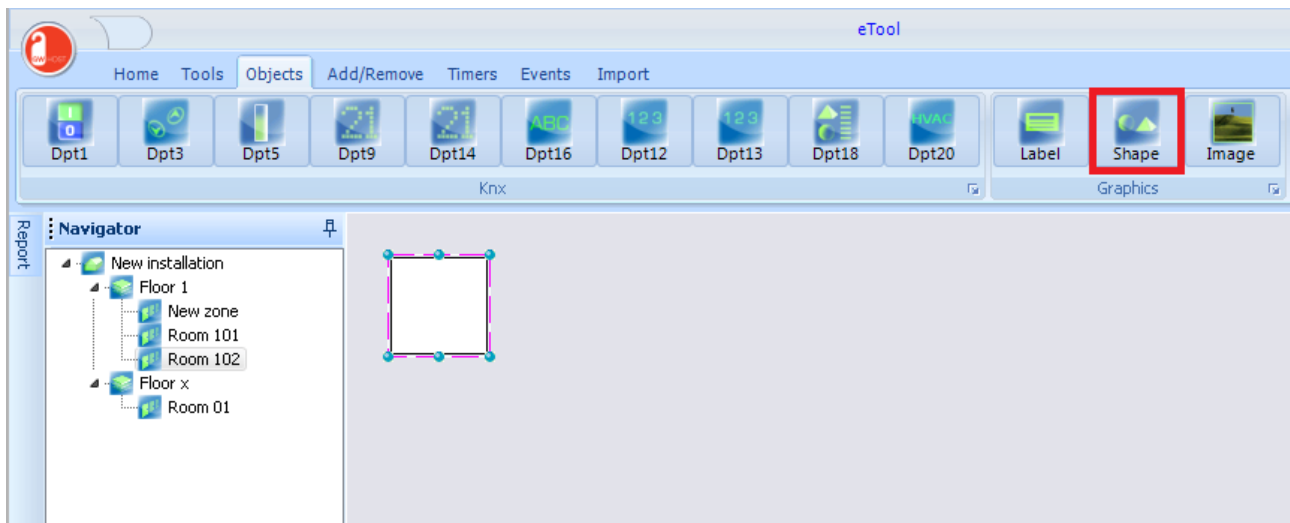 eTool
GW HOST
Home Tools Objects Add/Remove Timers Events Import
Dpt1 Dpt3 Dpt5 Dpt9 Dpt14 Dpt16 Dpt12 Dpt13 Dpt18 Dpt20 Label Shape Image
Knx Graphics
Report
Navigator
New installation
Floor 1
New zone
Room 101
Room 102
Floor x
Room 01